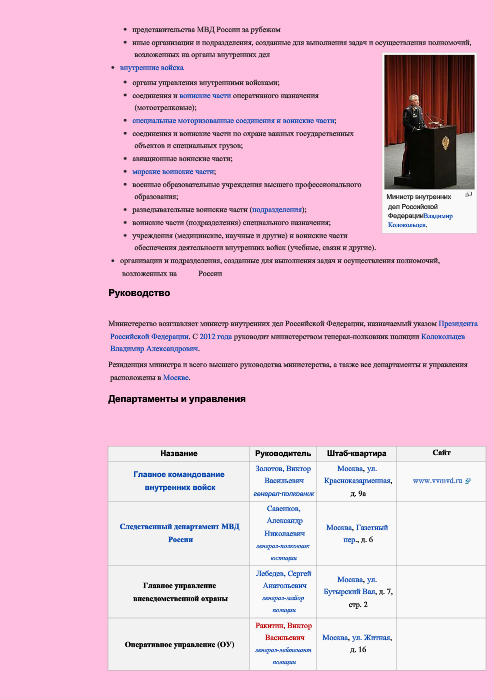 представительства МВД России за рубежом
иные организации и подразделения, созданные для выполнения задач и осуществления полномочий,
возложенных на органы внутренних дел
внутренние войска
органы управления внутренними войсками;
соединения и воинские части оперативного назначения
(мотострелковые);
специальные моторизованные соединения и воинские части;
соединения и воинские части по охране важных государственных
объектов и специальных грузов;
авиационные воинские части;
морские воинские части;
военные образовательные учреждения высшего профессионального
образования;
разведывательные воинские части (подразделения);
воинские части (подразделения) специального назначения;
учреждения (медицинские, научные и другие) и воинские части
обеспечения деятельности внутренних войск (учебные, связи и другие).
Министр внутренних
дел Российской
ФедерацииВладимир
Колокольцев.
организации и подразделения, созданные для выполнения задач и осуществления полномочий,
возложенных на России
Руководство
Министерство возглавляет министр внутренних дел Российской Федерации, назначаемый указом Президента
Российской Федерации. С 2012 года руководит министерством генерал-полковник полиции Колокольцев
Владимир Александрович.
Резиденция министра и всего высшего руководства министерства, а также все департаменты и управления
расположены в Москве.
Департаменты и управления
Название Руководитель Штаб-квартира Сайт
Главное командование
внутренних войск
Золотов, Виктор
Васильевич
генерал-полковник
Москва, ул.
Красноказарменная,
д. 9а
www.vvmvd.ru
Следственный департамент МВД
России
Савенков,
Александр
Николаевич
генерал-полковник
юстиции
Москва, Газетный
пер., д. 6
Главное управление
вневедомственной охраны
Лебедев, Сергей
Анатольевич
генерал-майор
полиции
Москва, ул.
Бутырский Вал, д. 7,
стр. 2
Оперативное управление (ОУ)
Ракитин, Виктор
Васильевич
генерал-лейтенант
полиции
Москва, ул. Житная,
д. 16